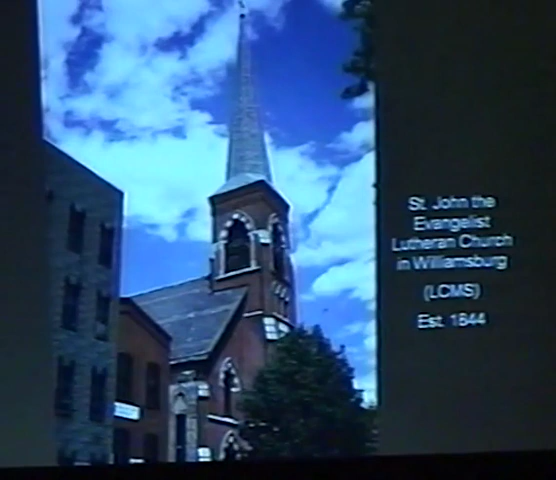 St. John the
Evangelist
Lutheran Church
in Williamsburg
(LCMS)
Est. 1844